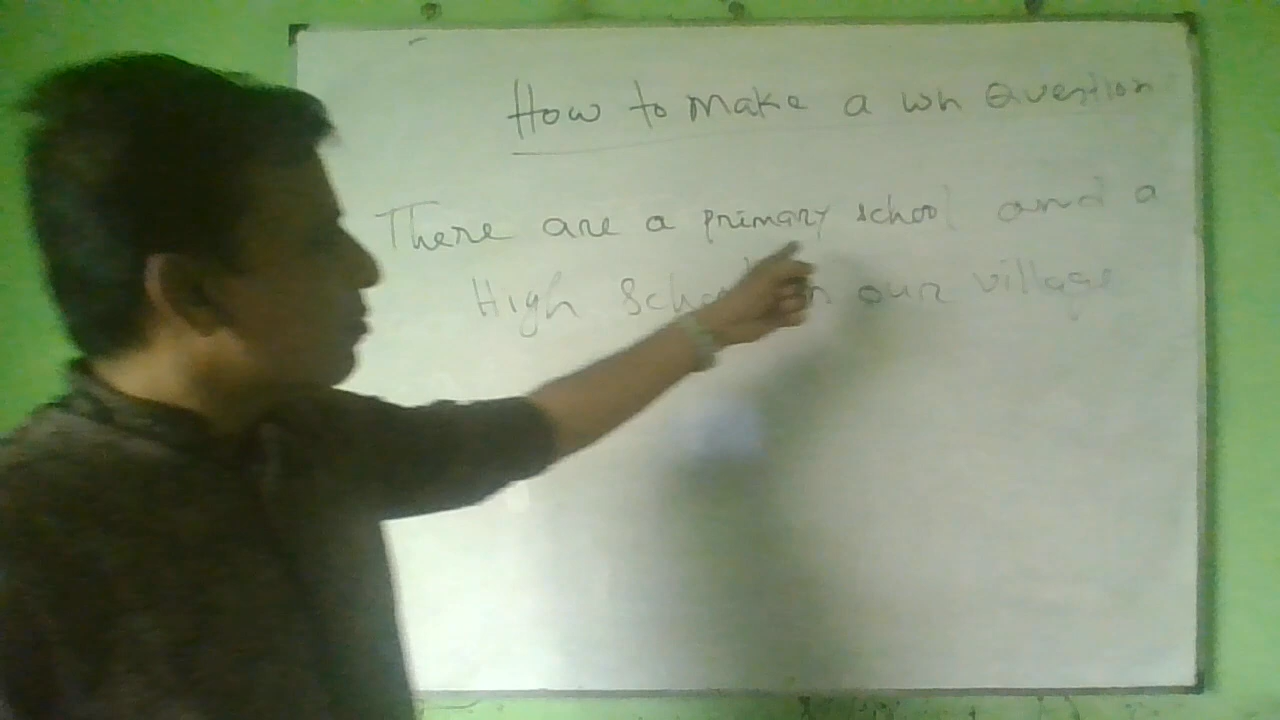 How to make a wh Question
There are a primary school and a
High School in our village